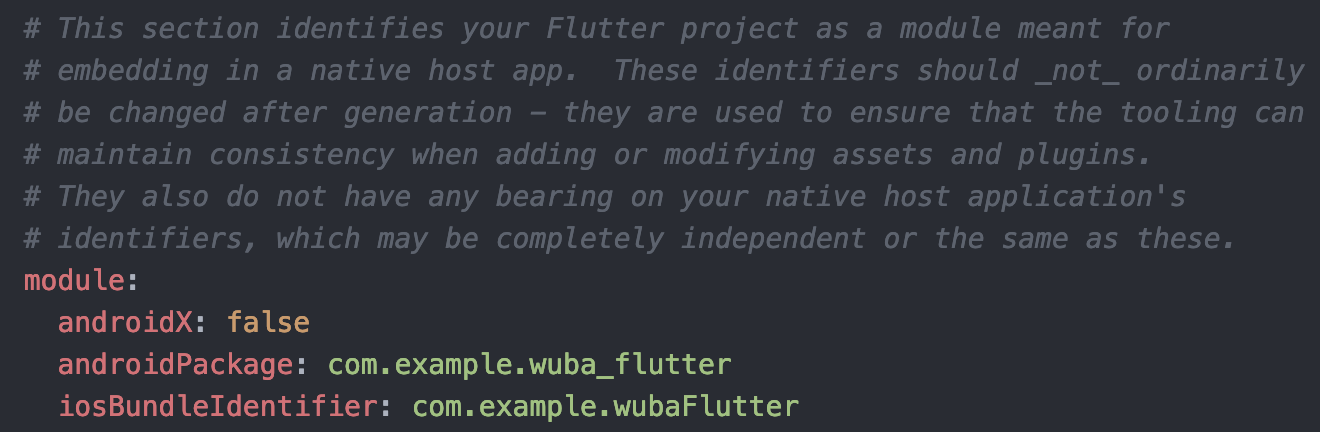 # This section identifies your Flutter project as a module meant for
# embedding in a native host app.  These identifiers should _not_ ordinarily
# be changed after generation – they are used to ensure that the tooling can
# maintain consistency when adding or modifying assets and plugins.
# They also do not have any bearing on your native host application's
# identifiers, which may be completely independent or the same as these.
module:
  androidX: false
  androidPackage: com.example.wuba_flutter
  iosBundleIdentifier: com.example.wubaFlutter